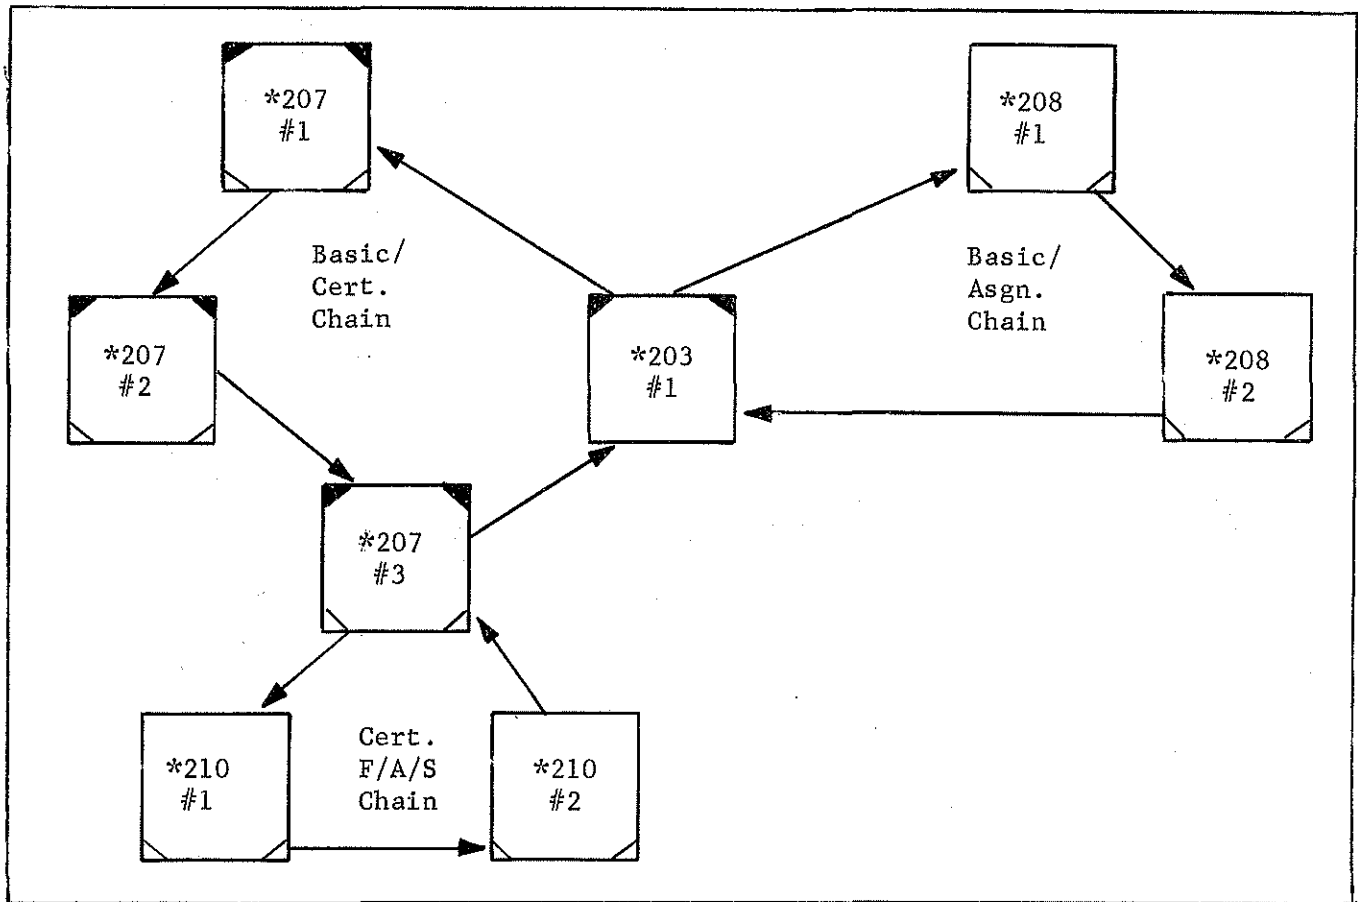 *207
#1
*208
#1
Basic/
Cert.
Chain
Basic/
Asgn.
Chain
*207
#2
*203
#1
*208
#2
*207
#3
Cert.
F/A/S
Chain
*210
#1
*210
#2